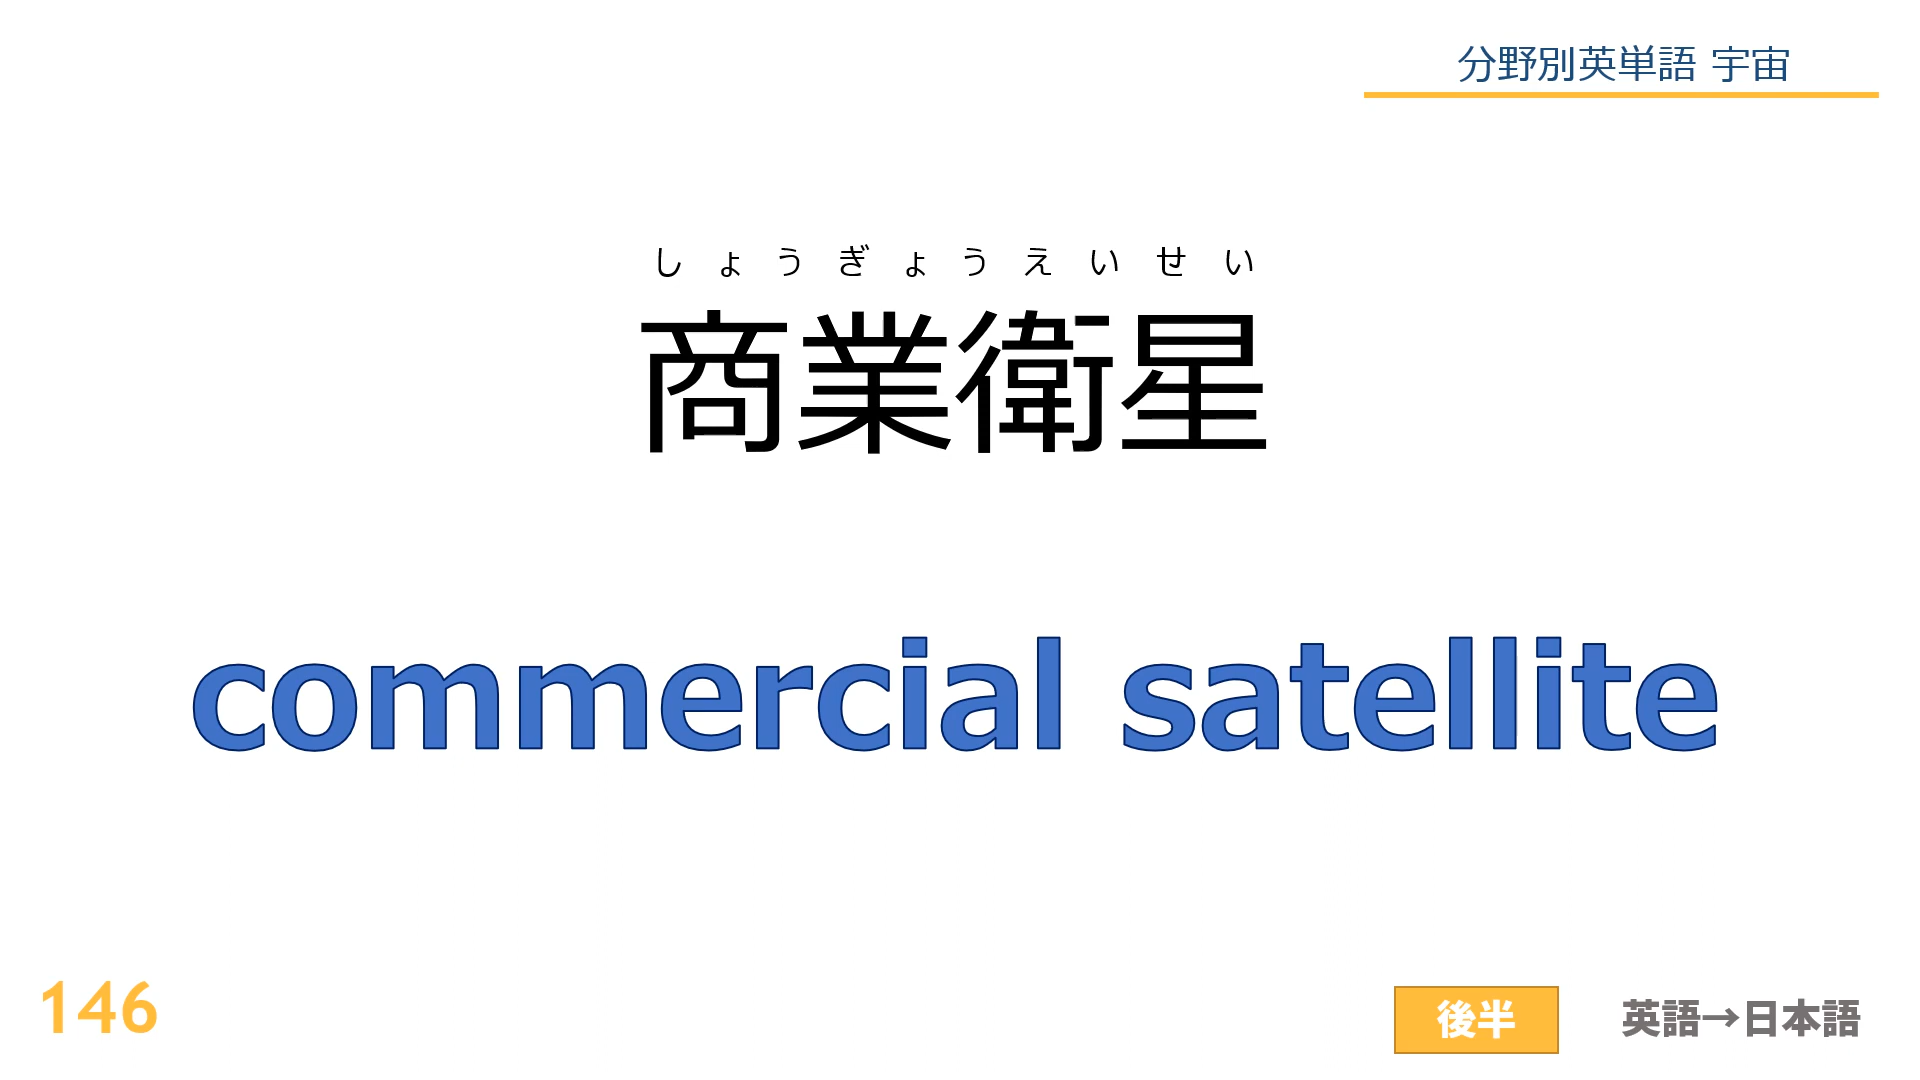 分野別英単語 宇宙
しょうぎょうえいせい
商業衛星
commercial satellite
146
後半
英語→日本語